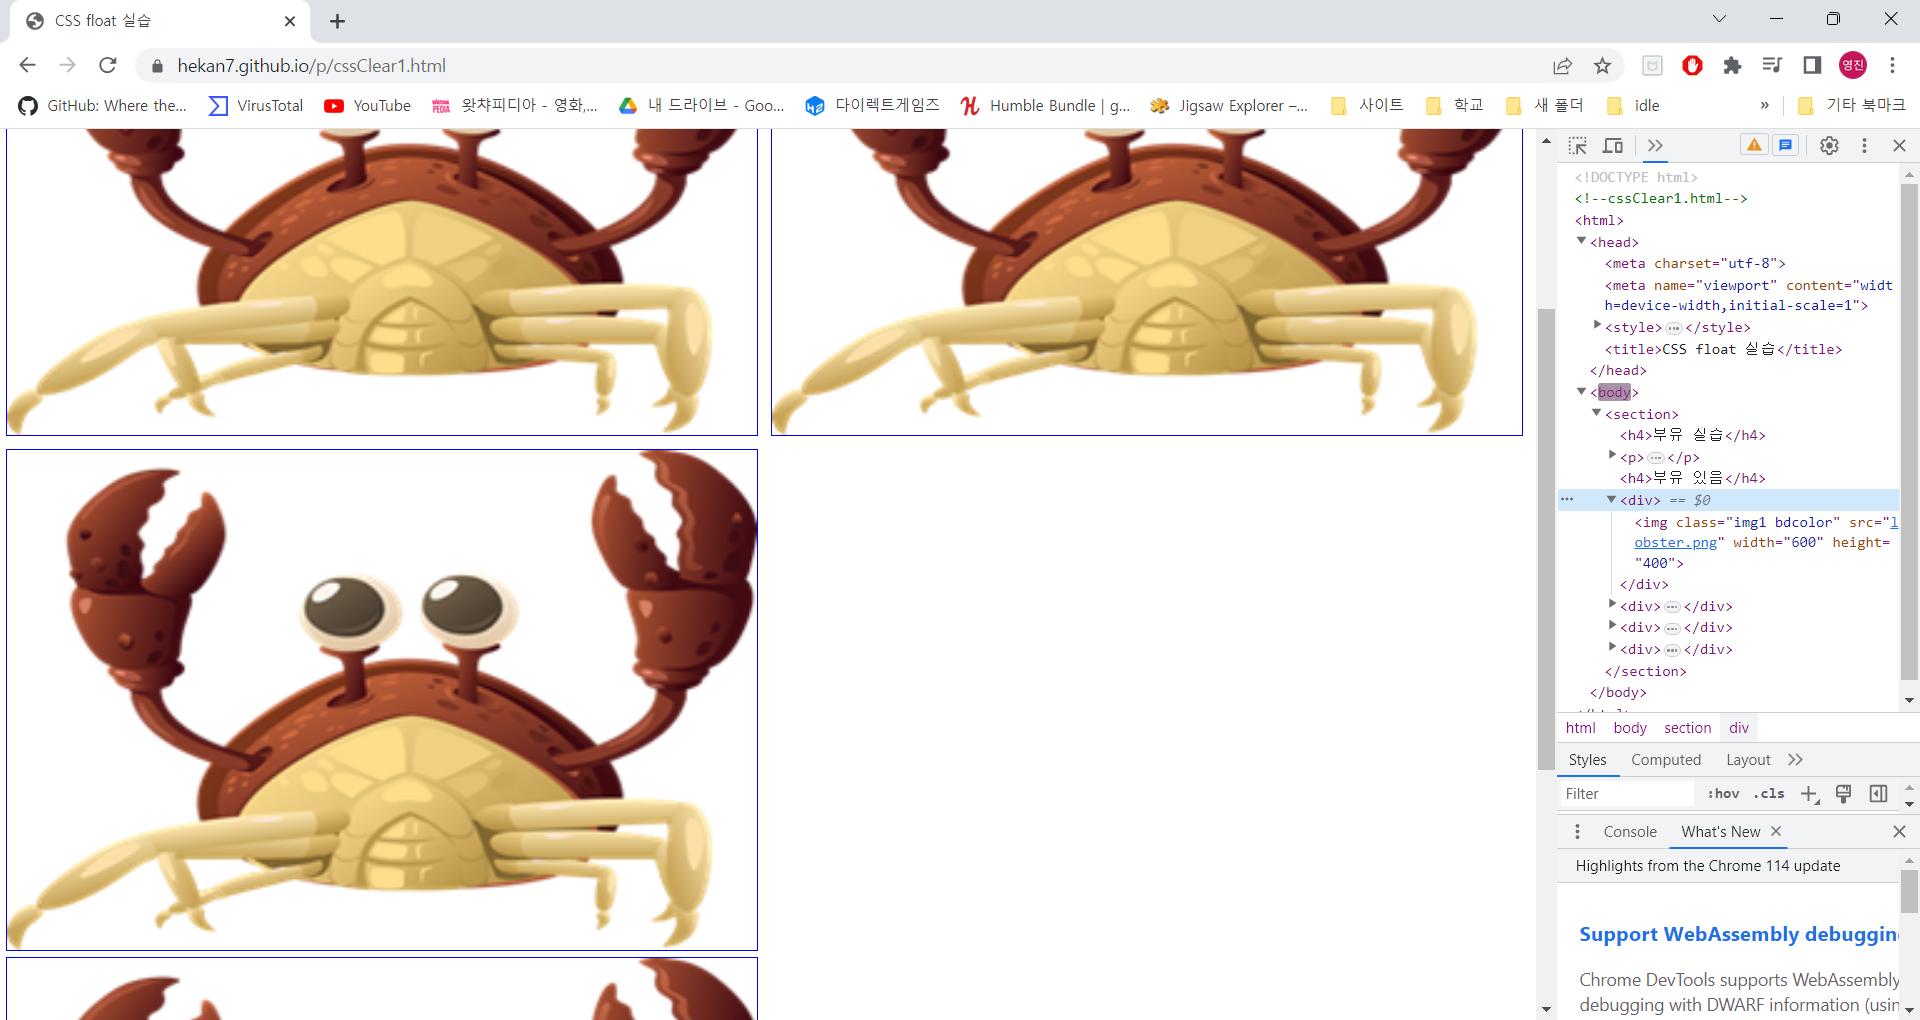 CSS float 실습
hekan7.github.io/p/cssClear1.html
영진
GitHub: Where the...
VirusTotal
YouTube
WATCHA PEDIA
왓챠피디아 - 영화,...
내 드라이브 - Goo...
다이렉트게임즈
Humble Bundle | g...
Jigsaw Explorer –...
사이트
학교
새 폴더
idle
»
기타 북마크
<!DOCTYPE html>
<!--cssClear1.html-->
<html>
<head>
<meta charset="utf-8">
<meta name="viewport" content="widt
h=device-width,initial-scale=1">
<style>…</style>
<title>CSS float 실습</title>
</head>
<body>
<section>
<h4>부유 실습</h4>
<p>…</p>
<h4>부유 있음</h4>
<div> == $0
<img class="img1 bdcolor" src="l
obster.png" width="600" height=
"400">
</div>
<div>…</div>
<div>…</div>
<div>…</div>
</section>
</body>
html body section div
Styles Computed Layout
Filter :hov .cls
Console What's New
Highlights from the Chrome 114 update
Support WebAssembly debuggin
Chrome DevTools supports WebAssembly
debugging with DWARF information (usin